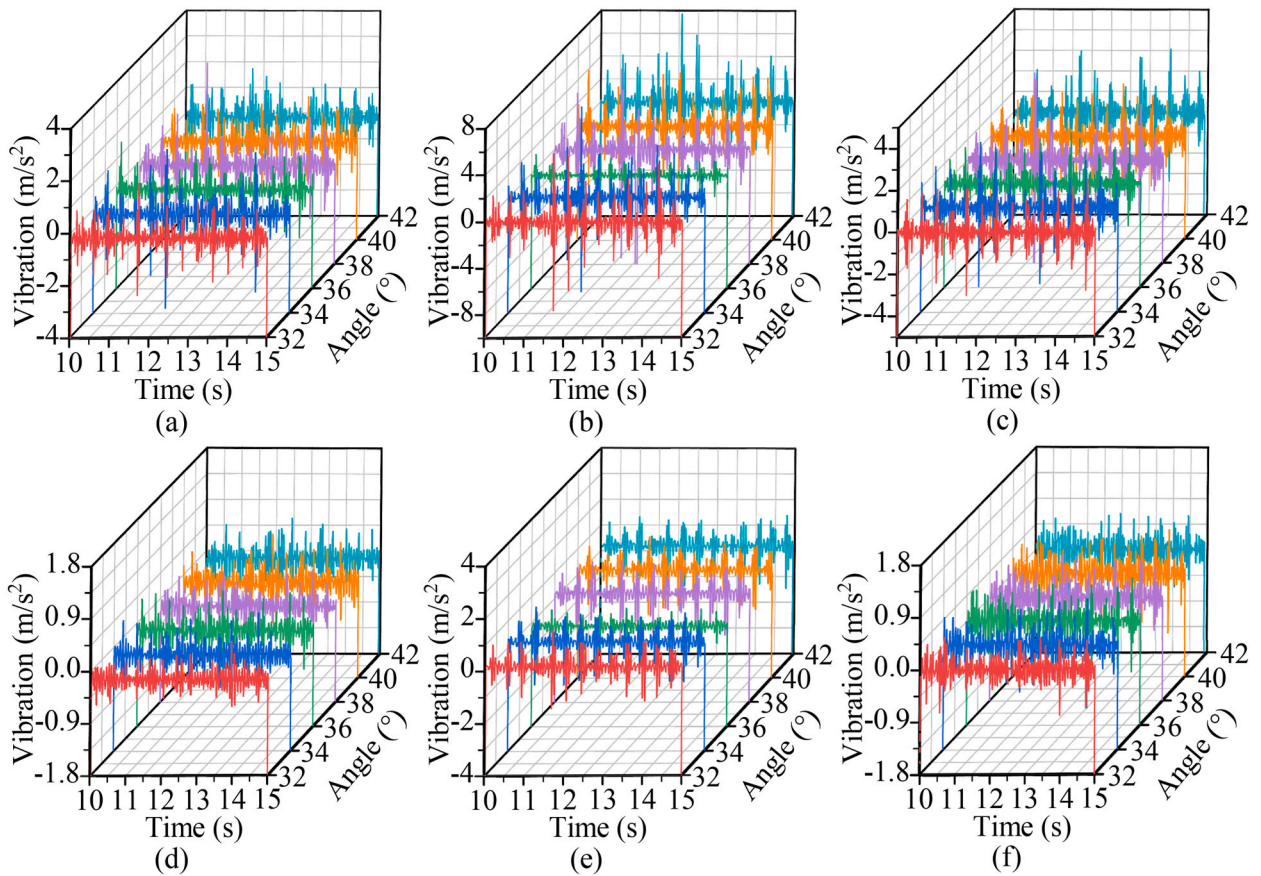 Vibration (m/s²)
4
2
0
-2
-4
10 11 12 13 14 15
Time (s)
32
34
36
38
40
42
Angle (°)
(a)
Vibration (m/s²)
8
4
0
-4
-8
10 11 12 13 14 15
Time (s)
32
34
36
38
40
42
Angle (°)
(b)
Vibration (m/s²)
4
2
0
-2
-4
10 11 12 13 14 15
Time (s)
32
34
36
38
40
42
Angle (°)
(c)
Vibration (m/s²)
1.8
0.9
0.0
-0.9
-1.8
10 11 12 13 14 15
Time (s)
32
34
36
38
40
42
Angle (°)
(d)
Vibration (m/s²)
4
2
0
-2
-4
10 11 12 13 14 15
Time (s)
32
34
36
38
40
42
Angle (°)
(e)
Vibration (m/s²)
1.8
0.9
0.0
-0.9
-1.8
10 11 12 13 14 15
Time (s)
32
34
36
38
40
42
Angle (°)
(f)